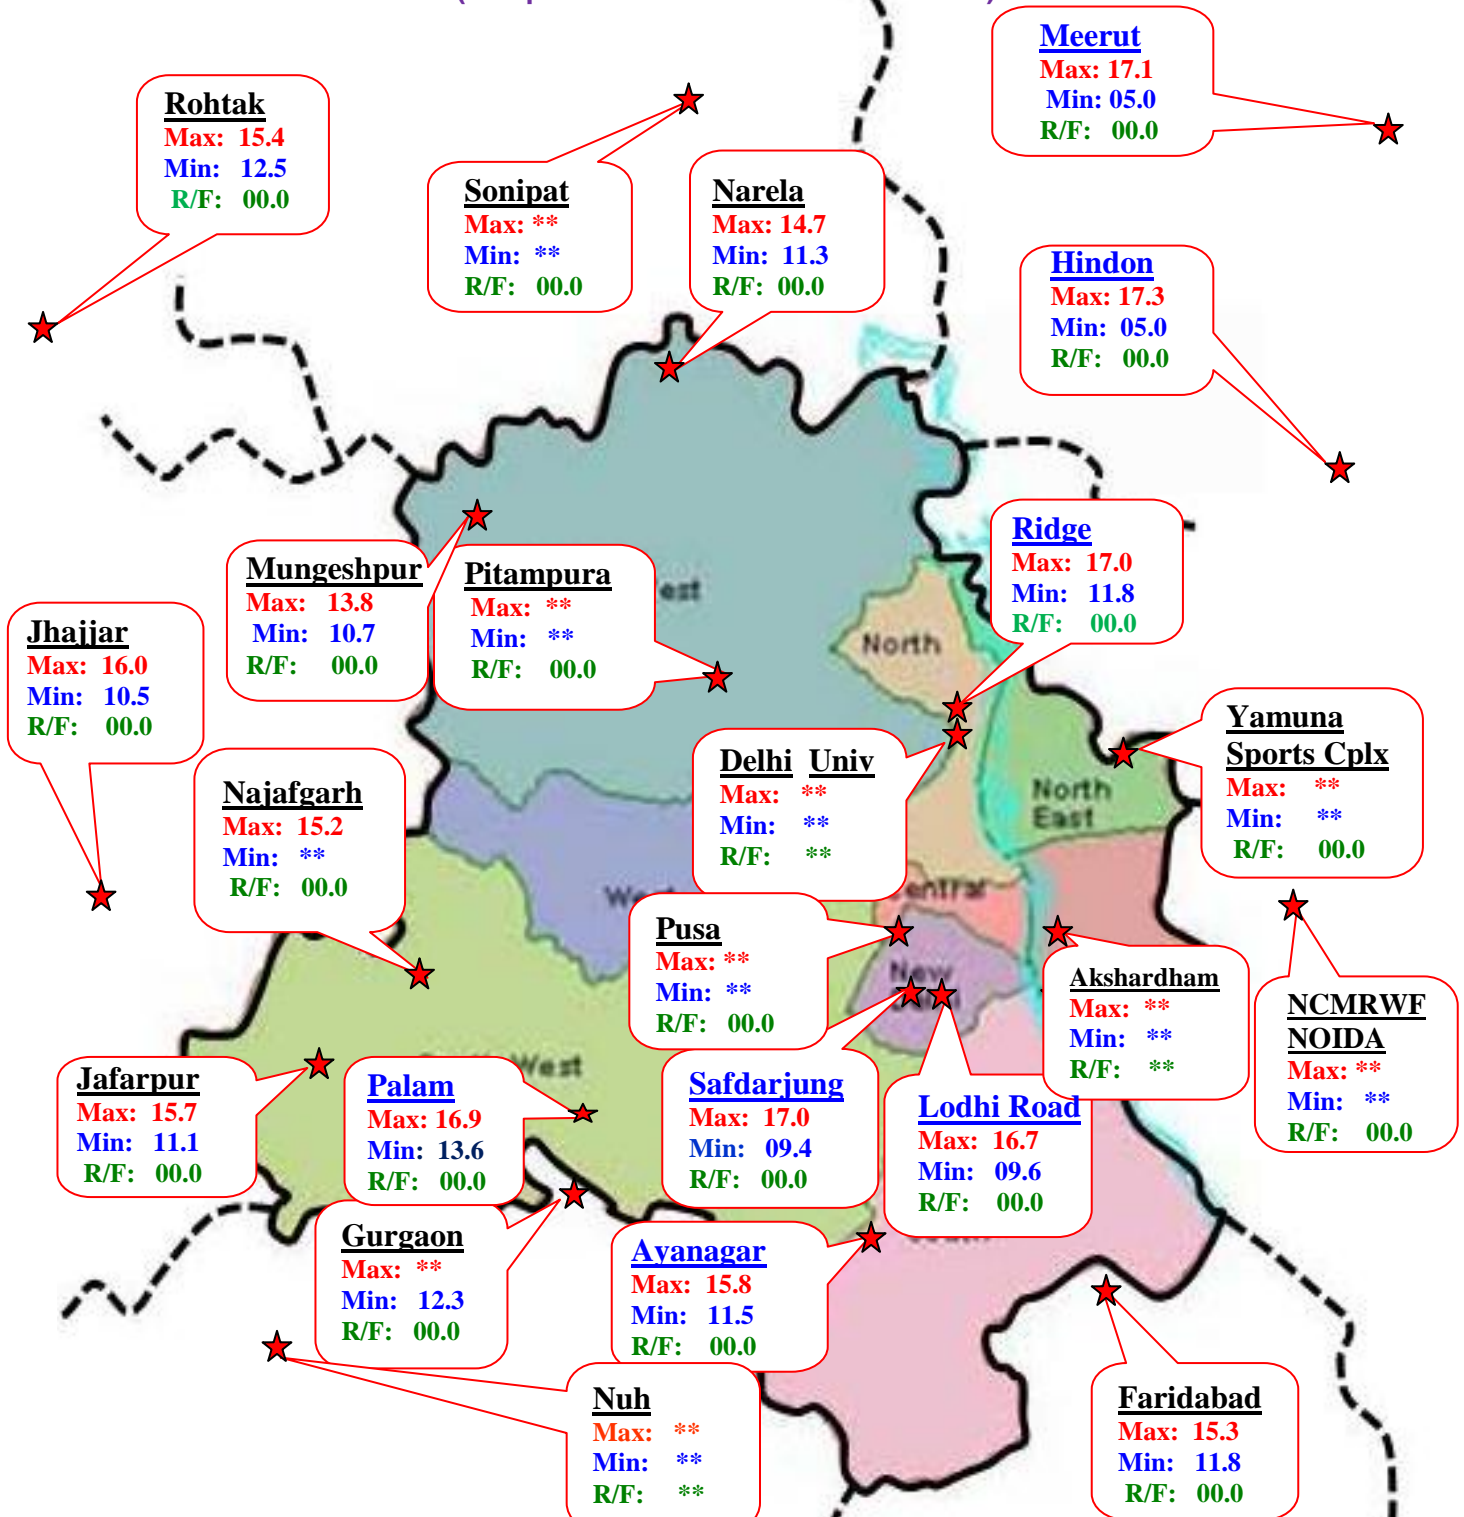 Meerut
Max: 17.1
Min: 05.0
R/F: 00.0
Rohtak
Max: 15.4
Min: 12.5
R/F: 00.0
Sonipat
Max: **
Min: **
R/F: 00.0
Narela
Max: 14.7
Min: 11.3
R/F: 00.0
Hindon
Max: 17.3
Min: 05.0
R/F: 00.0
Ridge
Max: 17.0
Min: 11.8
R/F: 00.0
Mungeshpur
Max: 13.8
Min: 10.7
R/F: 00.0
Pitampura
Max: **
Min: **
R/F: 00.0
est
North
Jhajjar
Max: 16.0
Min: 10.5
R/F: 00.0
Yamuna
Sports Cplx
Max: **
Min: **
R/F: 00.0
Delhi Univ
Max: **
Min: **
R/F: **
North
East
Najafgarh
Max: 15.2
Min: **
R/F: 00.0
entral
Pusa
Max: **
Min: **
R/F: 00.0
New
Akshardham
Max: **
Min: **
R/F: **
NCMRWF
NOIDA
Max: **
Min: **
R/F: 00.0
West
Jafarpur
Max: 15.7
Min: 11.1
R/F: 00.0
Palam
Max: 16.9
Min: 13.6
R/F: 00.0
Safdarjung
Max: 17.0
Min: 09.4
R/F: 00.0
Lodhi Road
Max: 16.7
Min: 09.6
R/F: 00.0
Gurgaon
Max: **
Min: 12.3
R/F: 00.0
Ayanagar
Max: 15.8
Min: 11.5
R/F: 00.0
Nuh
Max: **
Min: **
R/F: **
Faridabad
Max: 15.3
Min: 11.8
R/F: 00.0